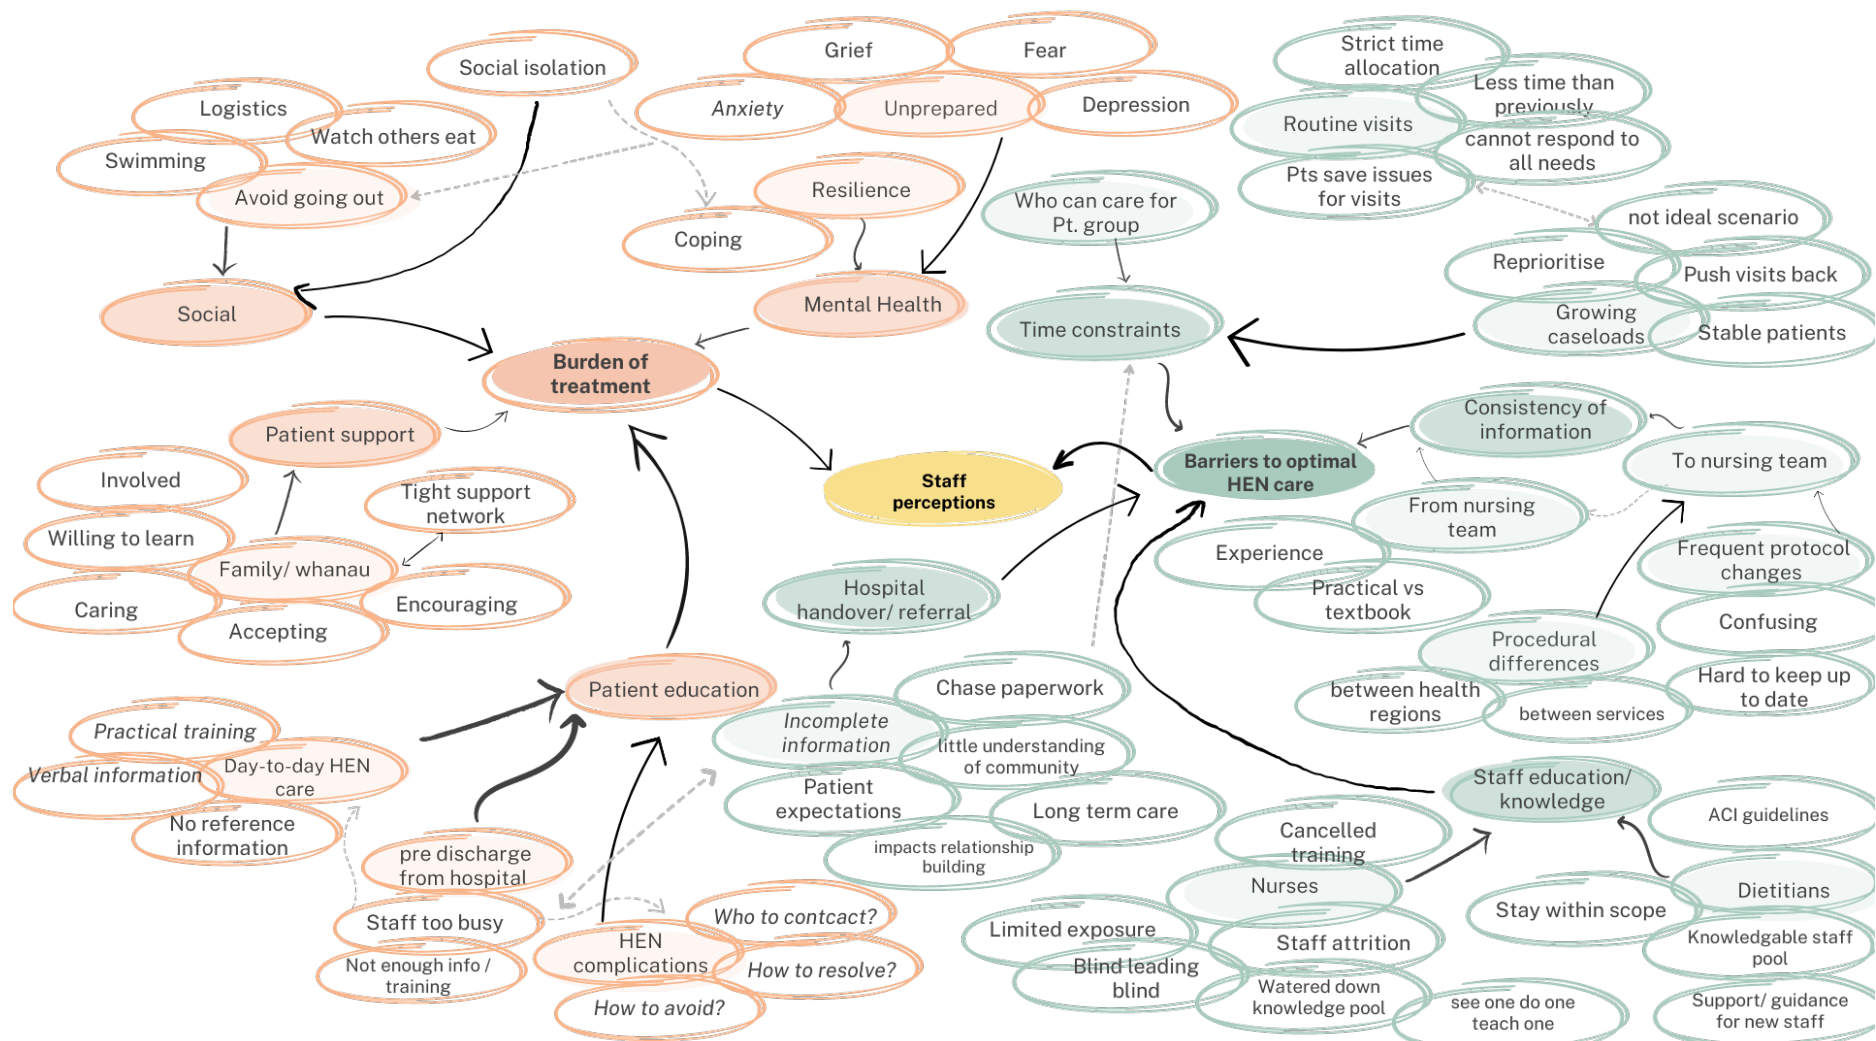 Social isolation
Logistics
Watch others eat
Swimming
Avoid going out
Social
Grief
Fear
Anxiety
Unprepared
Depression
Resilience
Coping
Mental Health
Burden of
treatment
Patient support
Involved
Tight support
network
Willing to learn
Family/ whanau
Caring
Encouraging
Accepting
Patient education
Practical training
Verbal information
Day-to-day HEN
care
No reference
information
pre discharge
from hospital
Staff too busy
Not enough info /
training
HEN
complications
Who to contcact?
How to resolve?
How to avoid?
Staff
perceptions
Strict time
allocation
Less time than
previously
Routine visits
cannot respond to
all needs
Pts save issues
for visits
Who can care for
Pt. group
not ideal scenario
Reprioritise
Push visits back
Growing
caseloads
Stable patients
Time constraints
Consistency of
information
Barriers to optimal
HEN care
To nursing team
From nursing
team
Experience
Practical vs
textbook
Frequent protocol
changes
Confusing
Hard to keep up
to date
Procedural
differences
between health
regions
between services
Hospital
handover/ referral
Chase paperwork
Incomplete
information
little understanding
of community
Patient
expectations
Long term care
impacts relationship
building
Staff education/
knowledge
Cancelled
training
Nurses
Limited exposure
Staff attrition
Blind leading
blind
Watered down
knowledge pool
see one do one
teach one
ACI guidelines
Dietitians
Stay within scope
Knowledgable staff
pool
Support/ guidance
for new staff